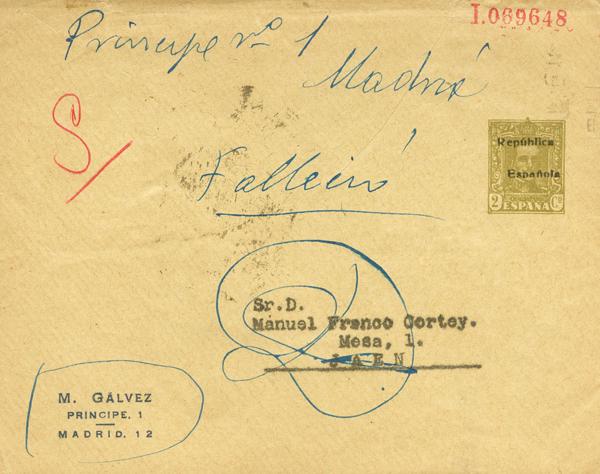 I.069648
Principe nº 1
Madrid
S/
República
Española
2 Cs
ESPAÑA
Falleció
Sr.D.
Manuel Franco Cortey.
Mesa, 1.
JAEN
M. GÁLVEZ
PRINCIPE, 1
MADRID. 12